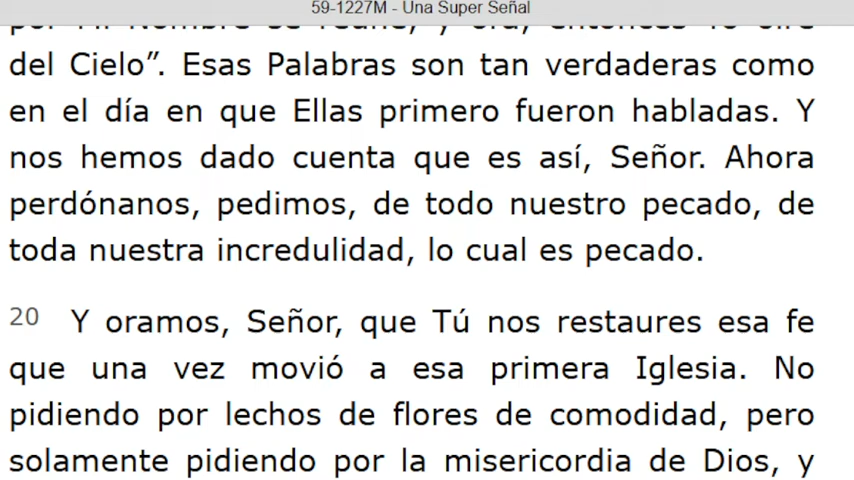 59-1227M - Una Super Señal
del Cielo”. Esas Palabras son tan verdaderas como
en el día en que Ellas primero fueron habladas. Y
nos hemos dado cuenta que es así, Señor. Ahora
perdónanos, pedimos, de todo nuestro pecado, de
toda nuestra incredulidad, lo cual es pecado.
20 Y oramos, Señor, que Tú nos restaures esa fe
que una vez movió a esa primera Iglesia. No
pidiendo por lechos de flores de comodidad, pero
solamente pidiendo por la misericordia de Dios, y